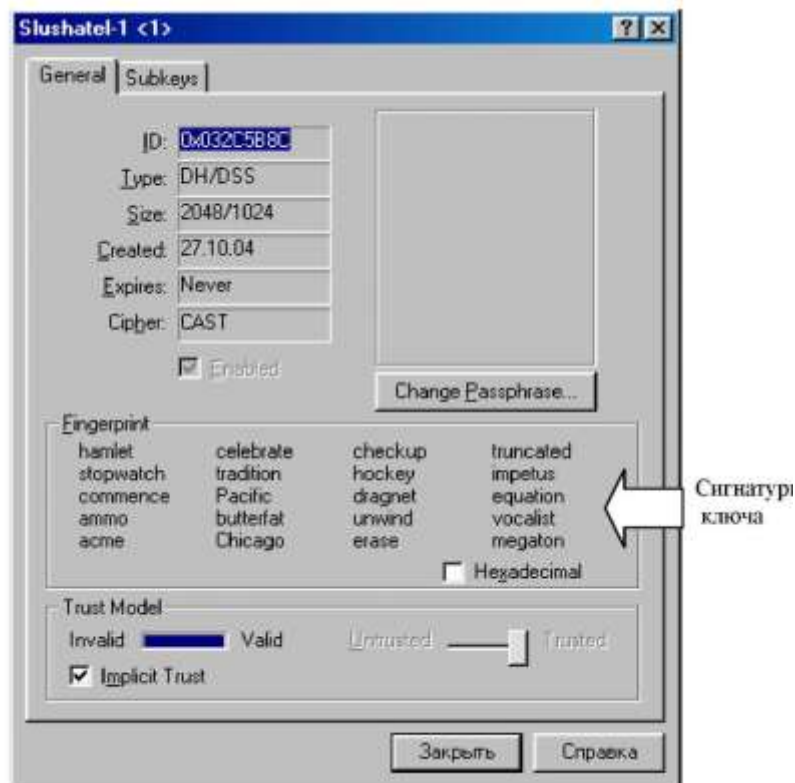 Slushatel-1 <1>
General Subkeys
ID: 0x032C5B8C
Type: DH/DSS
Size: 2048/1024
Created: 27.10.04
Expires: Never
Cipher: CAST
Enabled
Change Passphrase...
Fingerprint
hamlet celebrate checkup truncated
stopwatch tradition hockey impetus
commence Pacific dragnet equation
ammo butterfat unwind vocalist
acme Chicago erase megaton
Сигнатуры
ключа
Hexadecimal
Trust Model
Invalid Valid Untrusted Trusted
Implicit Trust
Закрыть Справка